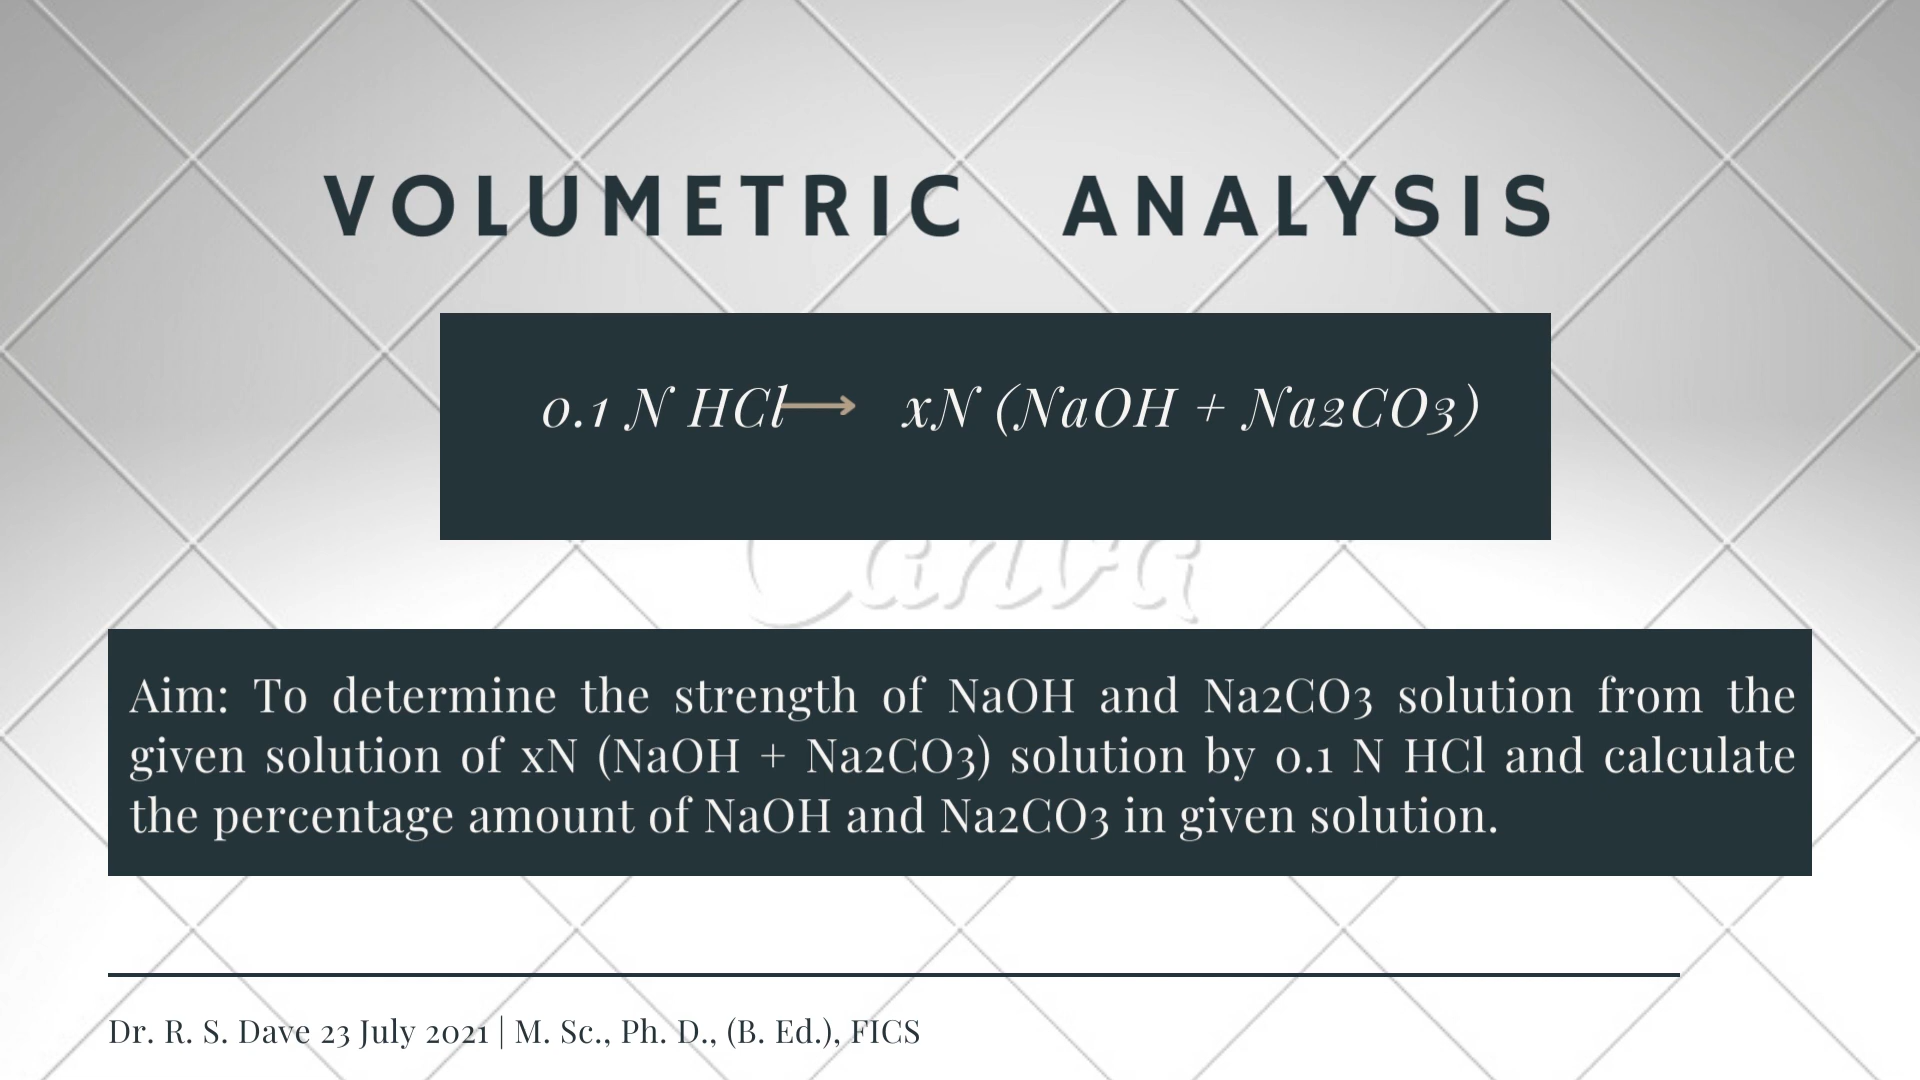 VOLUMETRIC ANALYSIS
0.1 N HCl⟶ xN (NaOH + Na2CO3)
Canva
Aim: To determine the strength of NaOH and Na2CO3 solution from the
given solution of xN (NaOH + Na2CO3) solution by 0.1 N HCl and calculate
the percentage amount of NaOH and Na2CO3 in given solution.
Dr. R. S. Dave 23 July 2021 | M. Sc., Ph. D., (B. Ed.), FICS